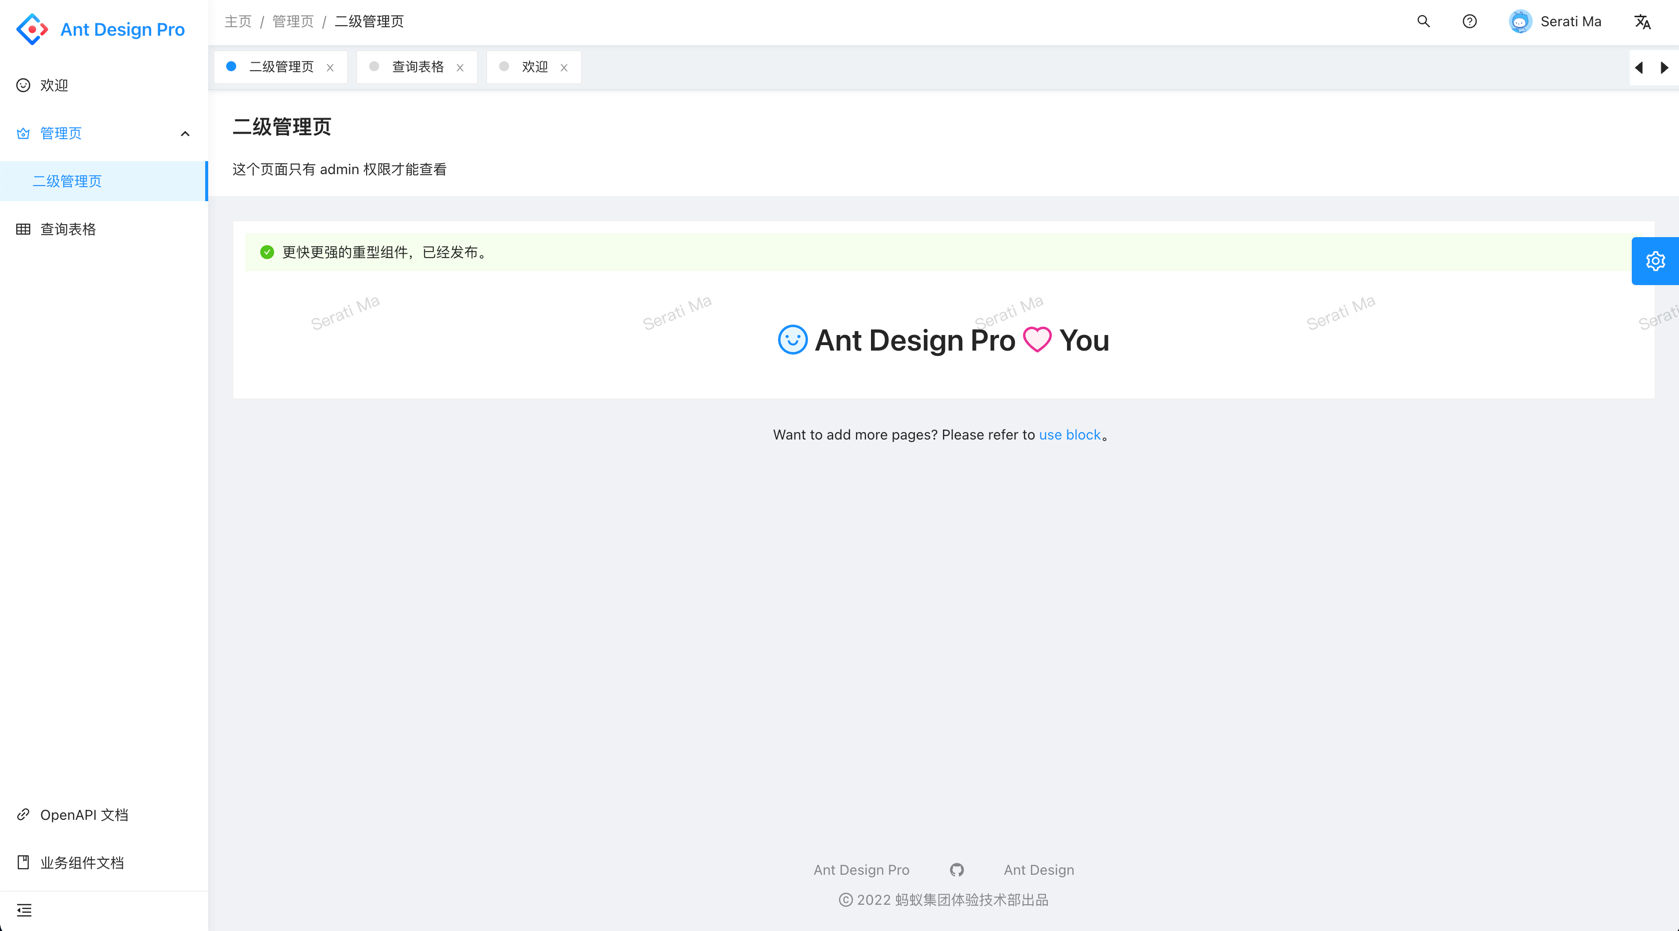 Ant Design Pro
主页 / 管理页 / 二级管理页
Serati Ma
二级管理页 × 查询表格 × 欢迎 ×
欢迎
管理页
二级管理页
查询表格
二级管理页
这个页面只有 admin 权限才能查看
更快更强的重型组件，已经发布。
Serati Ma Serati Ma Serati Ma Serati Ma Serati
Ant Design Pro You
Want to add more pages? Please refer to use block。
OpenAPI 文档
业务组件文档
Ant Design Pro Ant Design
© 2022 蚂蚁集团体验技术部出品